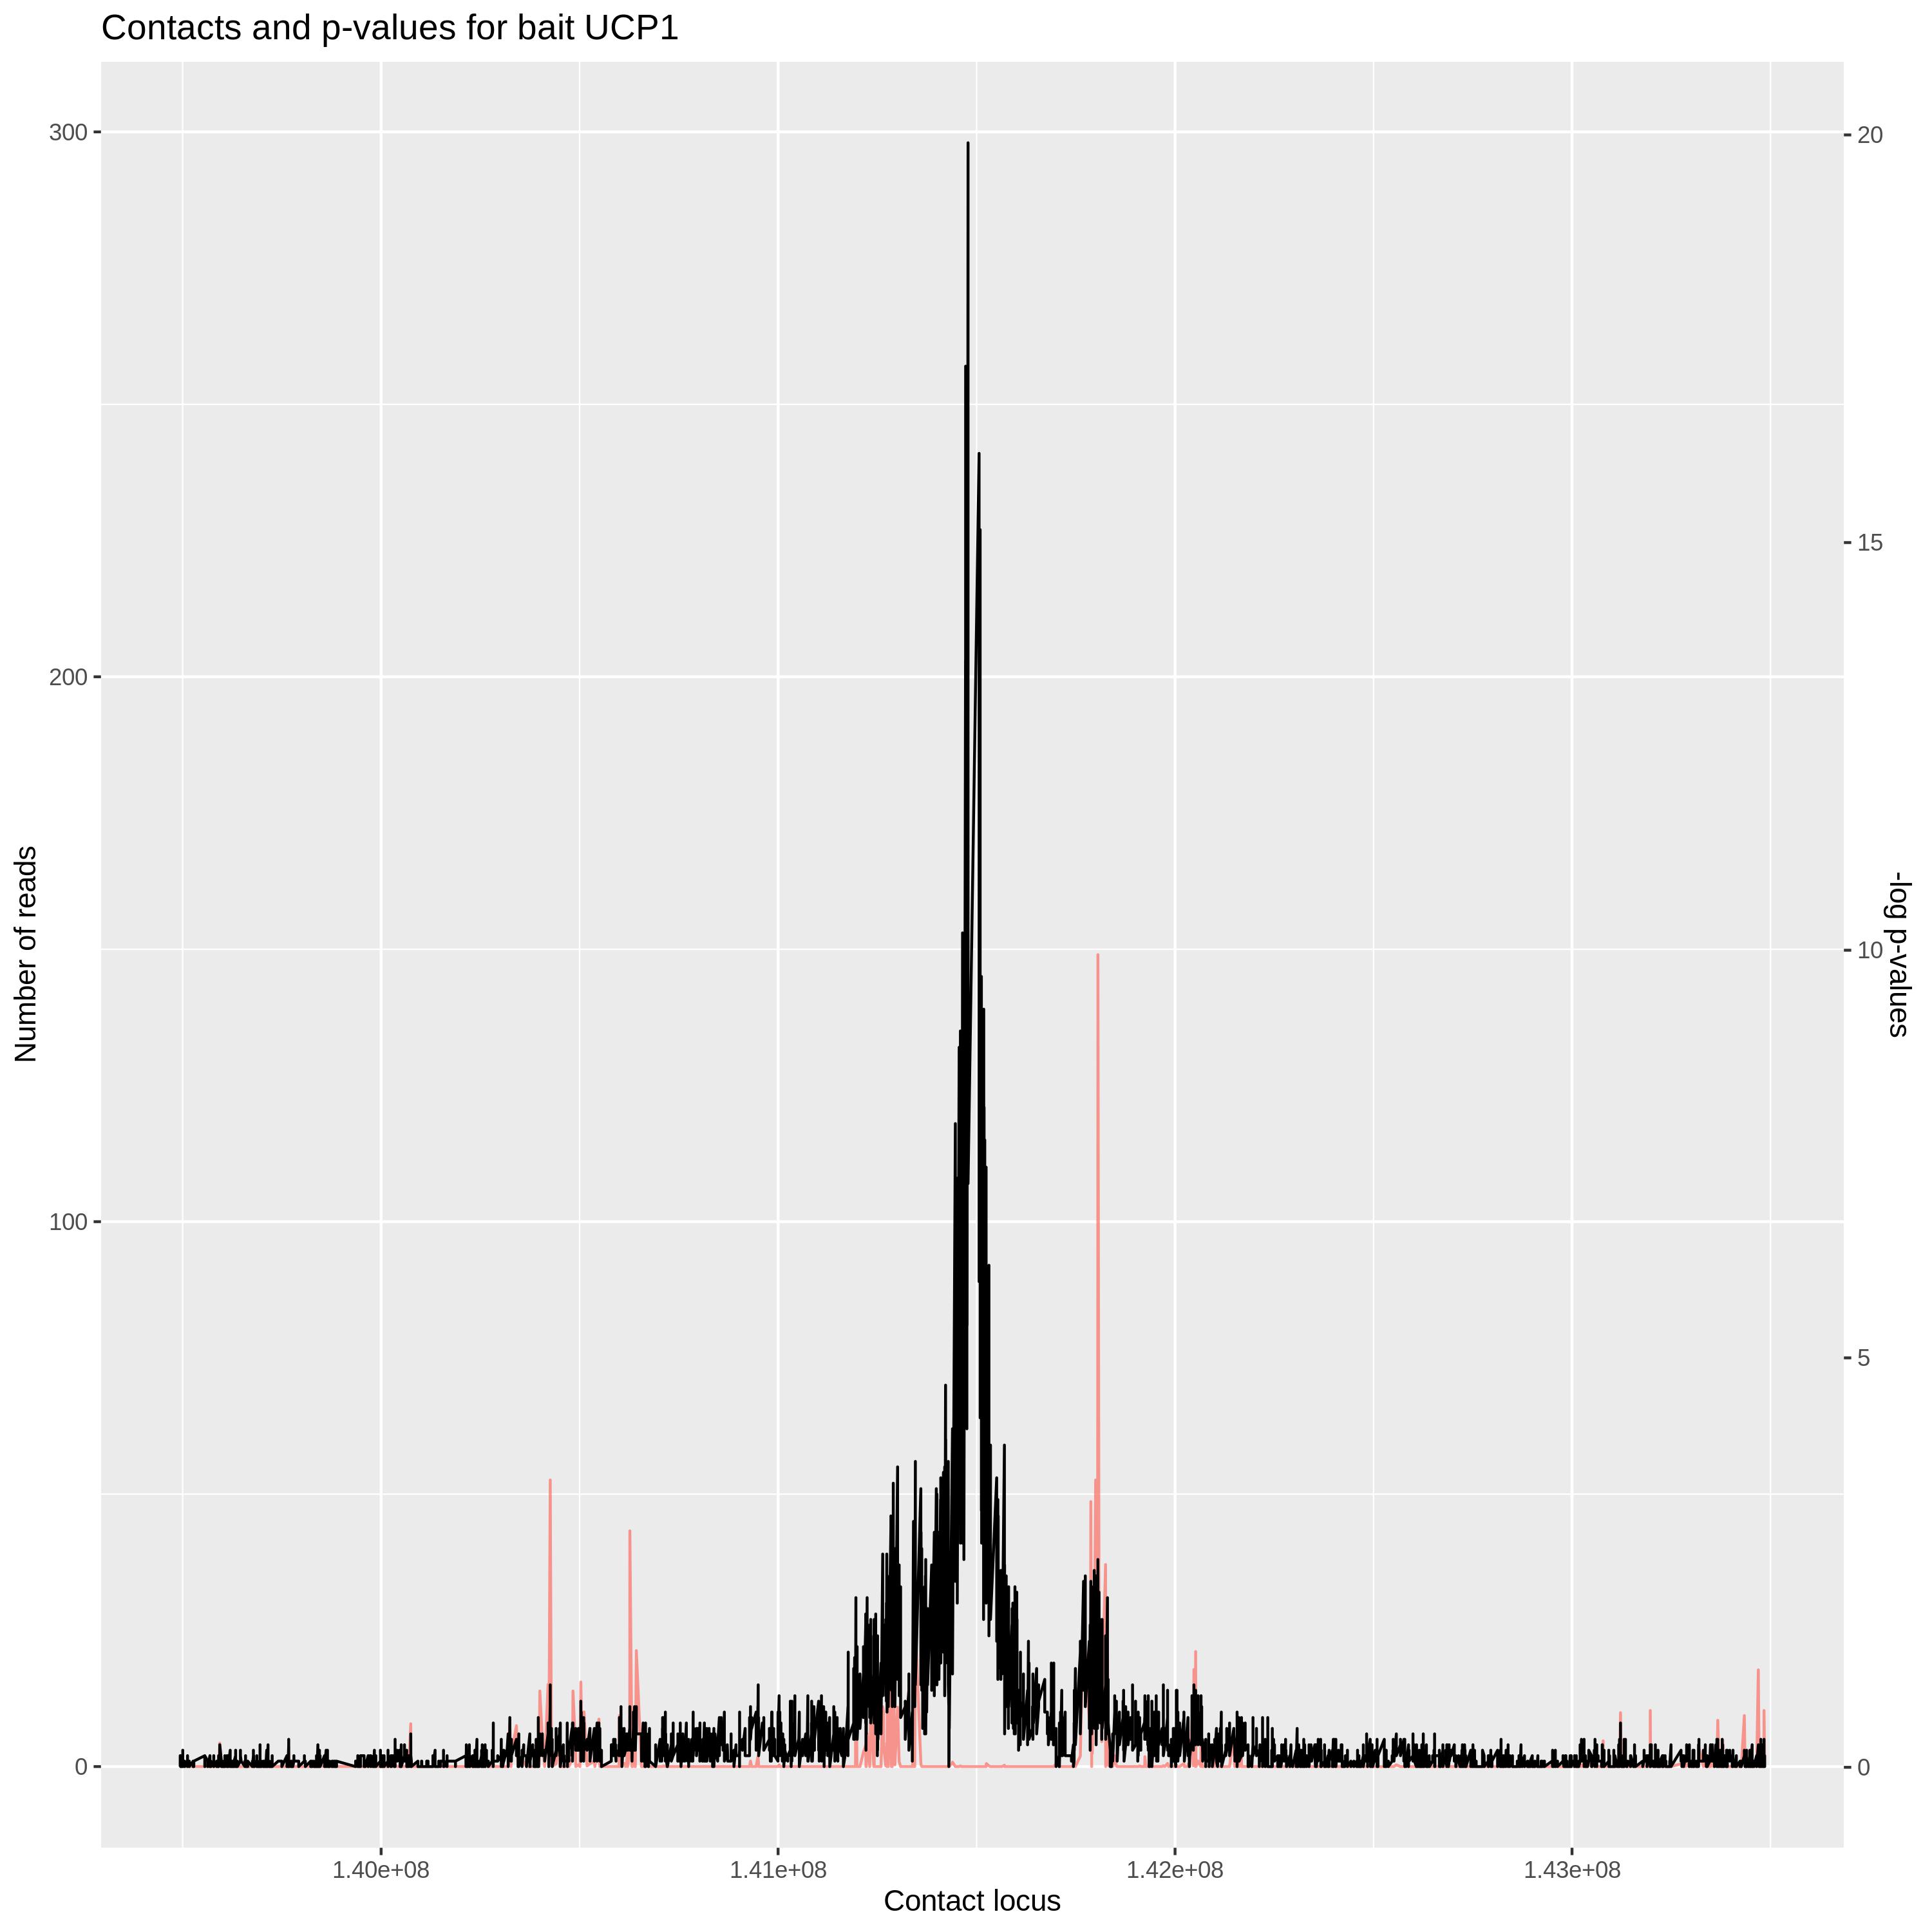 Contacts and p-values for bait UCP1
300
200
100
0
Number of reads
20
15
10
5
0
-log p-values
1.40e+08
1.41e+08
1.42e+08
1.43e+08
Contact locus